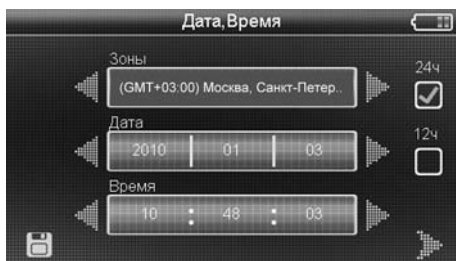 Дата,Время
Зоны
24ч
(GMT+03:00) Москва, Санкт-Петер..
Дата
12ч
2010 01 03
Время
10 : 48 : 03